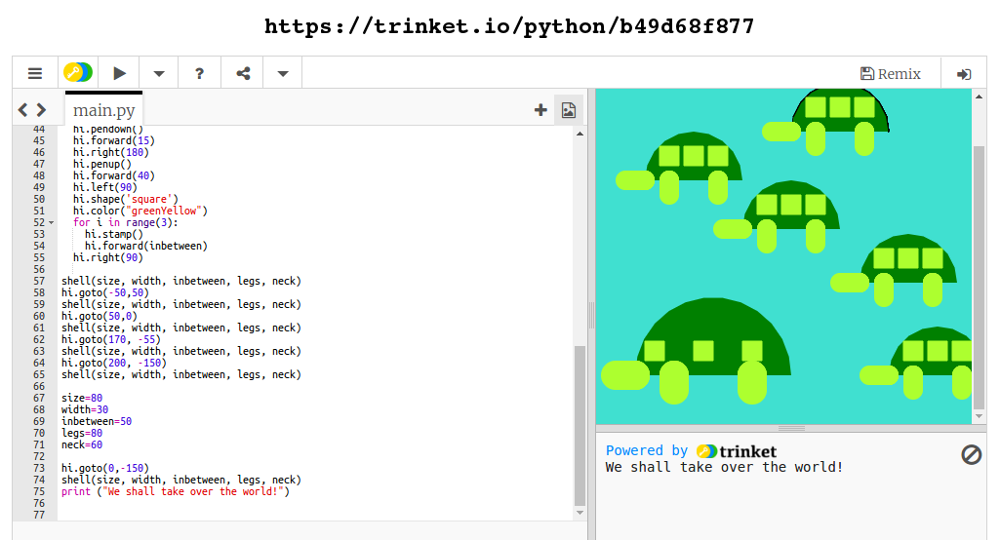 https://trinket.io/python/b49d68f877
?
Remix
main.py
44 hi.pendown()
45 hi.forward(15)
46 hi.right(180)
47 hi.penup()
48 hi.forward(40)
49 hi.left(90)
50 hi.shape('square')
51 hi.color("greenYellow")
52 for i in range(3):
53 hi.stamp()
54 hi.forward(inbetween)
55 hi.right(90)
56
57 shell(size, width, inbetween, legs, neck)
58 hi.goto(-50,50)
59 shell(size, width, inbetween, legs, neck)
60 hi.goto(50,0)
61 shell(size, width, inbetween, legs, neck)
62 hi.goto(170, -55)
63 shell(size, width, inbetween, legs, neck)
64 hi.goto(200, -150)
65 shell(size, width, inbetween, legs, neck)
66
67 size=80
68 width=30
69 inbetween=50
70 legs=80
71 neck=60
72
73 hi.goto(0,-150)
74 shell(size, width, inbetween, legs, neck)
75 print ("We shall take over the world!")
76
77
Powered by trinket
We shall take over the world!